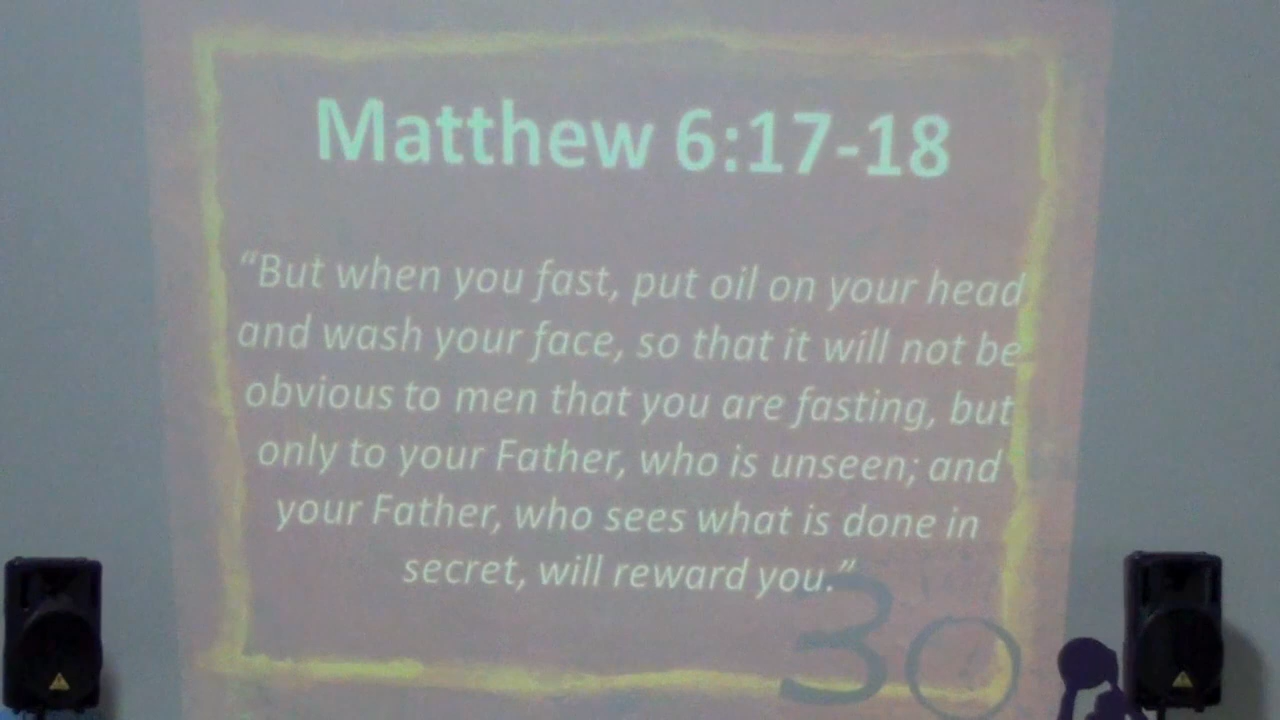 Matthew 6:17-18
“But when you fast, put oil on your head
and wash your face, so that it will not be
obvious to men that you are fasting, but
only to your Father, who is unseen; and
your Father, who sees what is done in
secret, will reward you.”
30